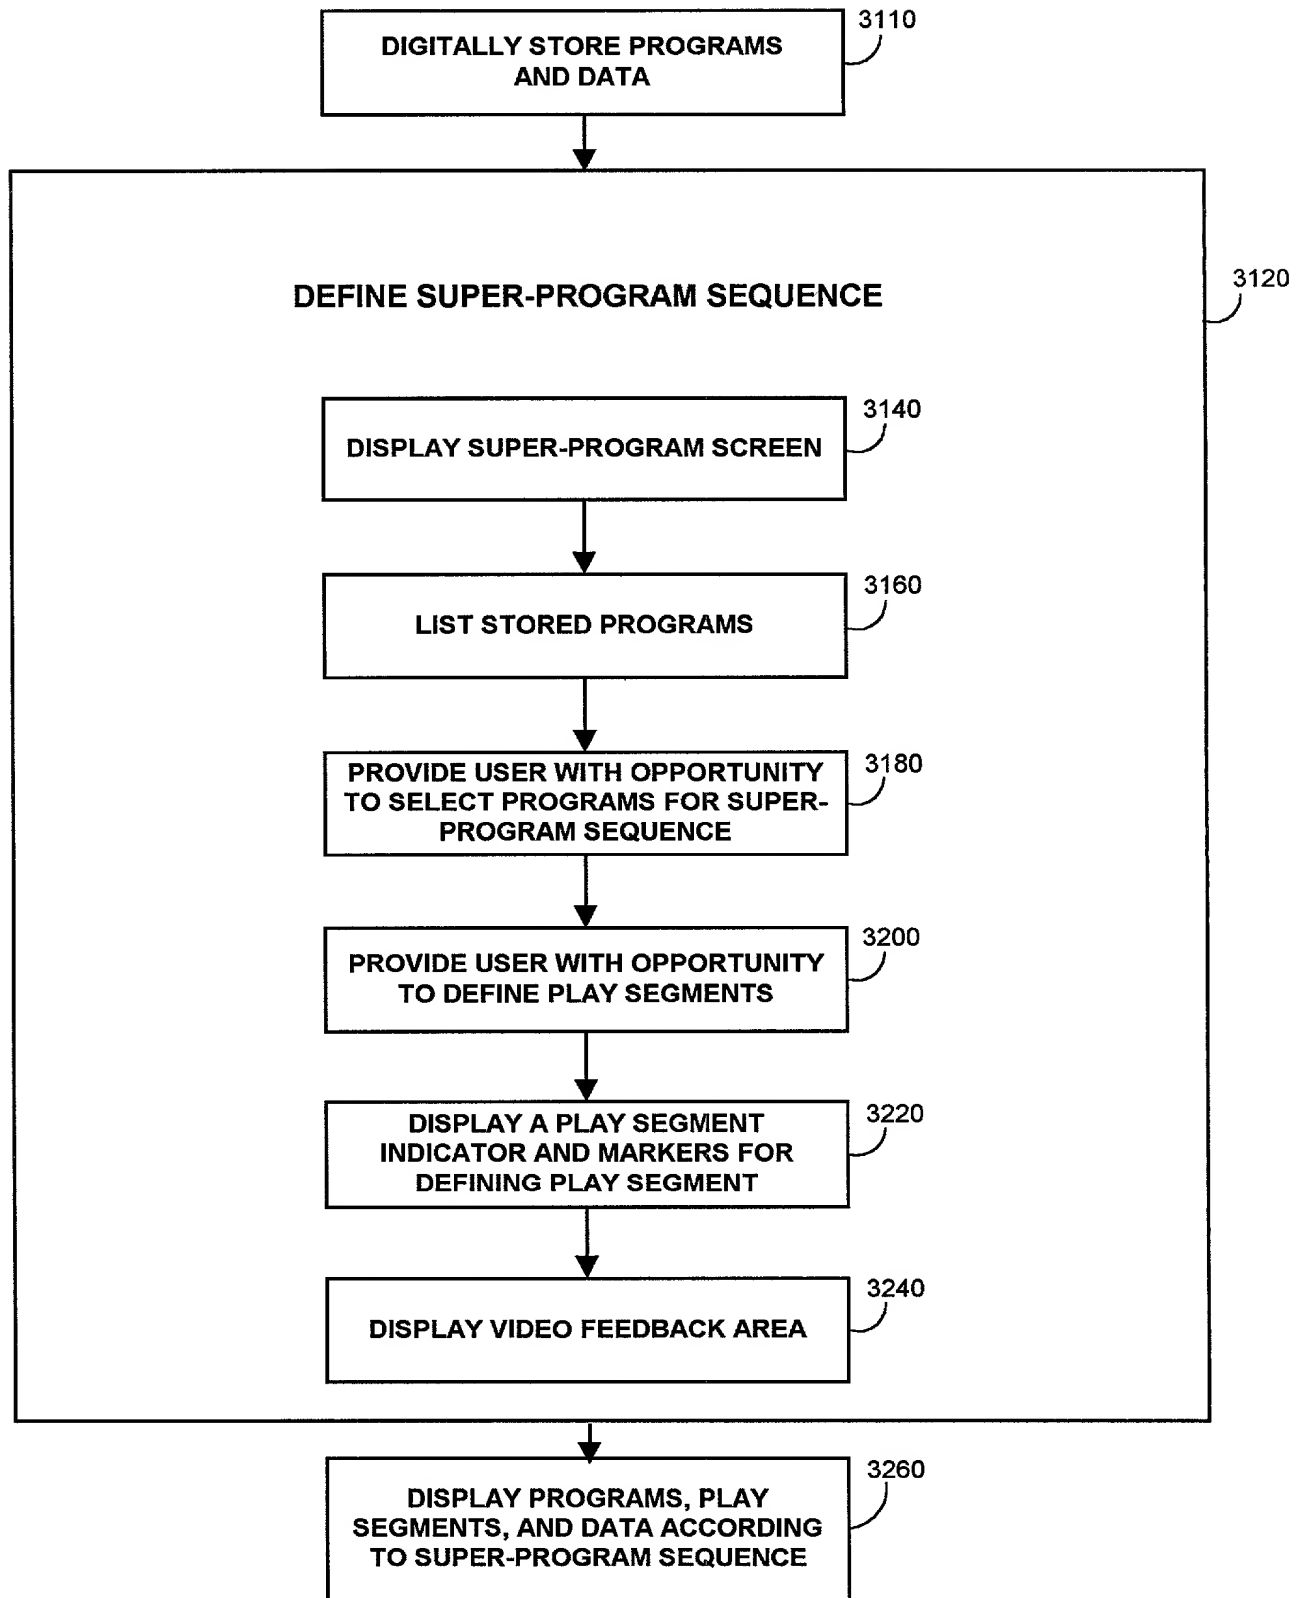 3110
DIGITALLY STORE PROGRAMS
AND DATA
3120
DEFINE SUPER-PROGRAM SEQUENCE
3140
DISPLAY SUPER-PROGRAM SCREEN
3160
LIST STORED PROGRAMS
3180
PROVIDE USER WITH OPPORTUNITY
TO SELECT PROGRAMS FOR SUPER-
PROGRAM SEQUENCE
3200
PROVIDE USER WITH OPPORTUNITY
TO DEFINE PLAY SEGMENTS
3220
DISPLAY A PLAY SEGMENT
INDICATOR AND MARKERS FOR
DEFINING PLAY SEGMENT
3240
DISPLAY VIDEO FEEDBACK AREA
3260
DISPLAY PROGRAMS, PLAY
SEGMENTS, AND DATA ACCORDING
TO SUPER-PROGRAM SEQUENCE